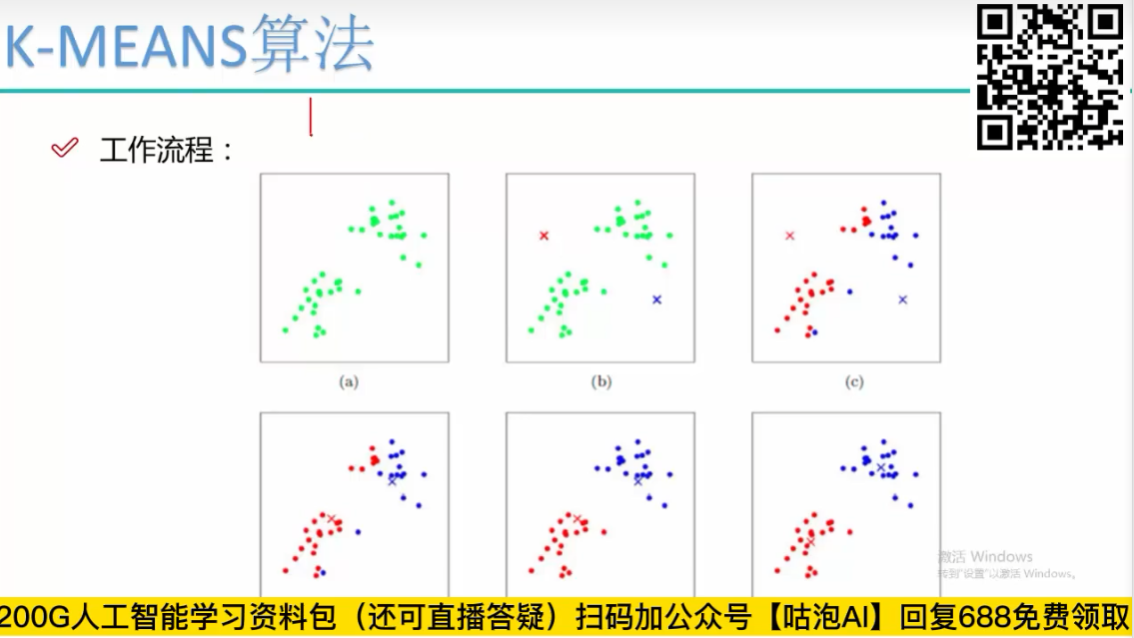 K-MEANS算法
工作流程：
(a)
(b)
(c)
激活 Windows
转到“设置”以激活 Windows。
200G人工智能学习资料包（还可直播答疑）扫码加公众号【咕泡AI】回复688免费领取